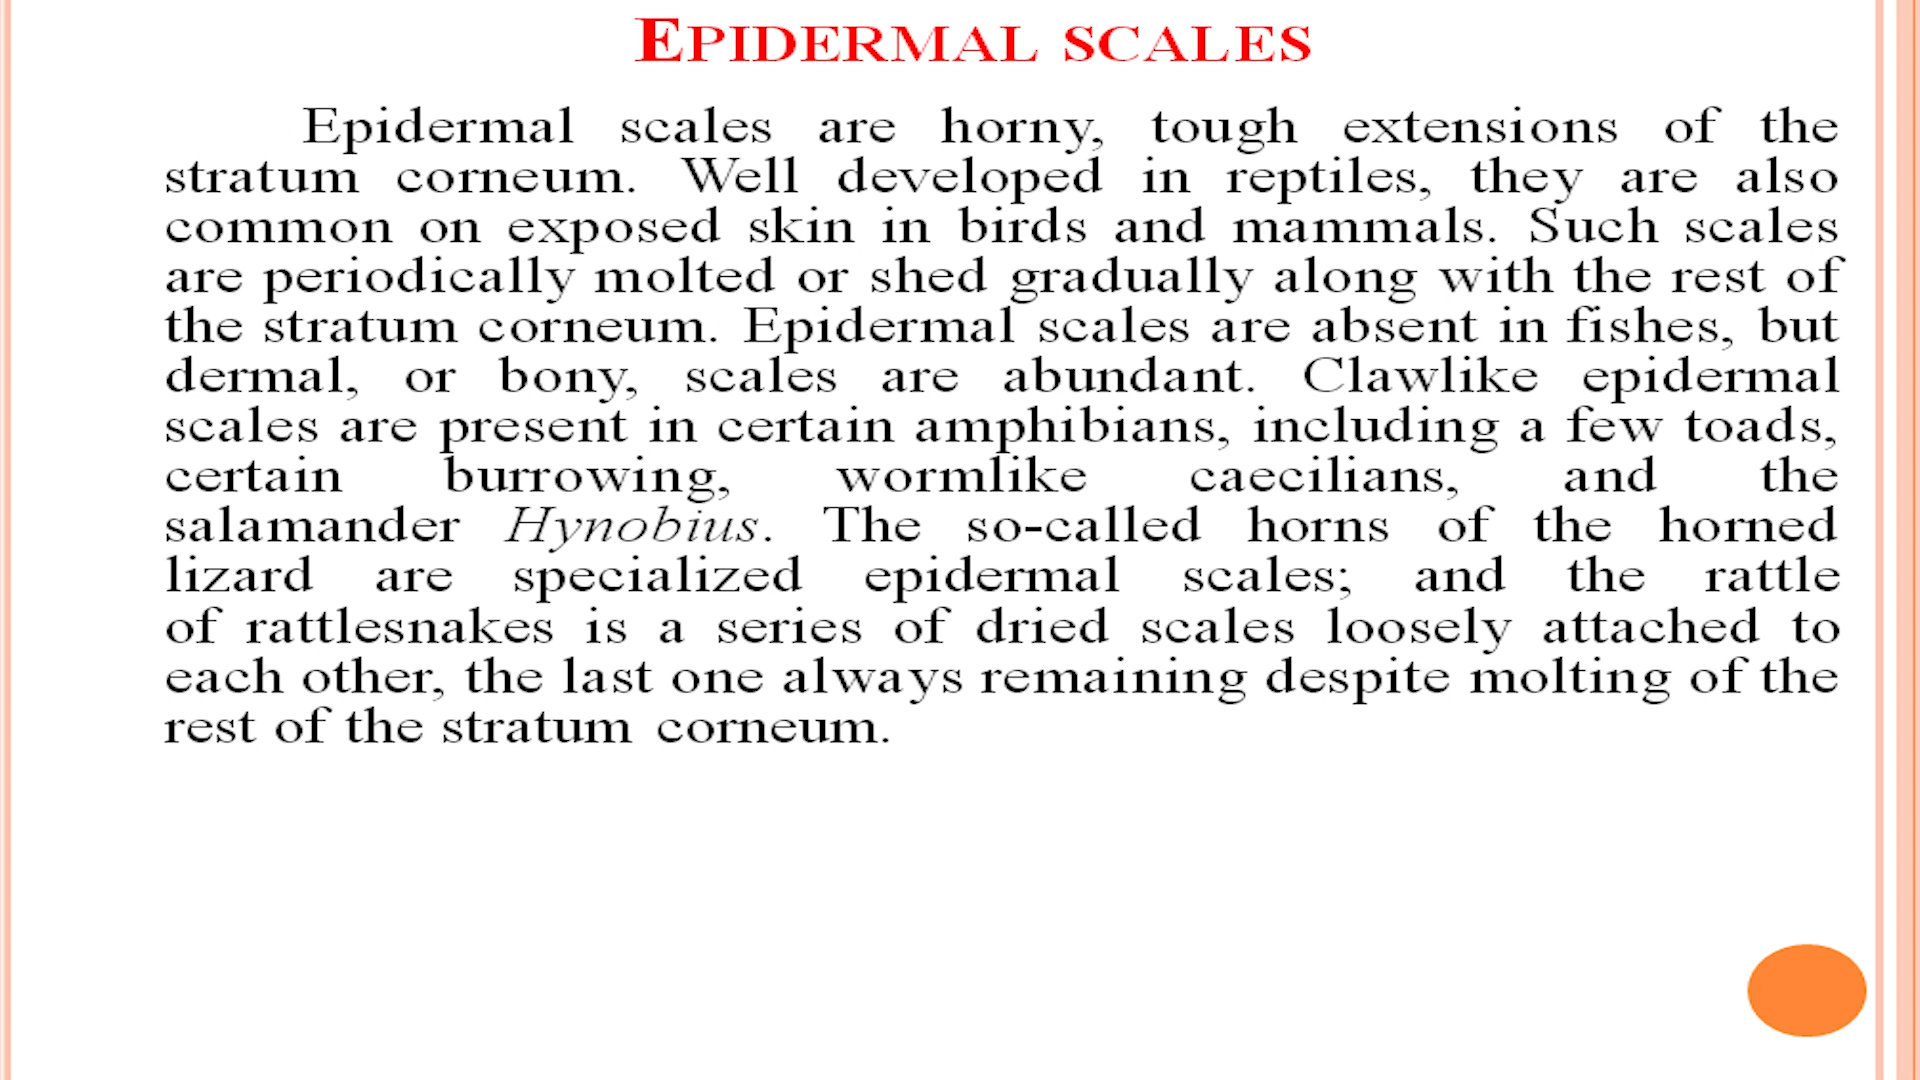 EPIDERMAL SCALES
Epidermal scales are horny, tough extensions of the
stratum corneum. Well developed in reptiles, they are also
common on exposed skin in birds and mammals. Such scales
are periodically molted or shed gradually along with the rest of
the stratum corneum. Epidermal scales are absent in fishes, but
dermal, or bony, scales are abundant. Clawlike epidermal
scales are present in certain amphibians, including a few toads,
certain burrowing, wormlike caecilians, and the
salamander Hynobius. The so-called horns of the horned
lizard are specialized epidermal scales; and the rattle
of rattlesnakes is a series of dried scales loosely attached to
each other, the last one always remaining despite molting of the
rest of the stratum corneum.